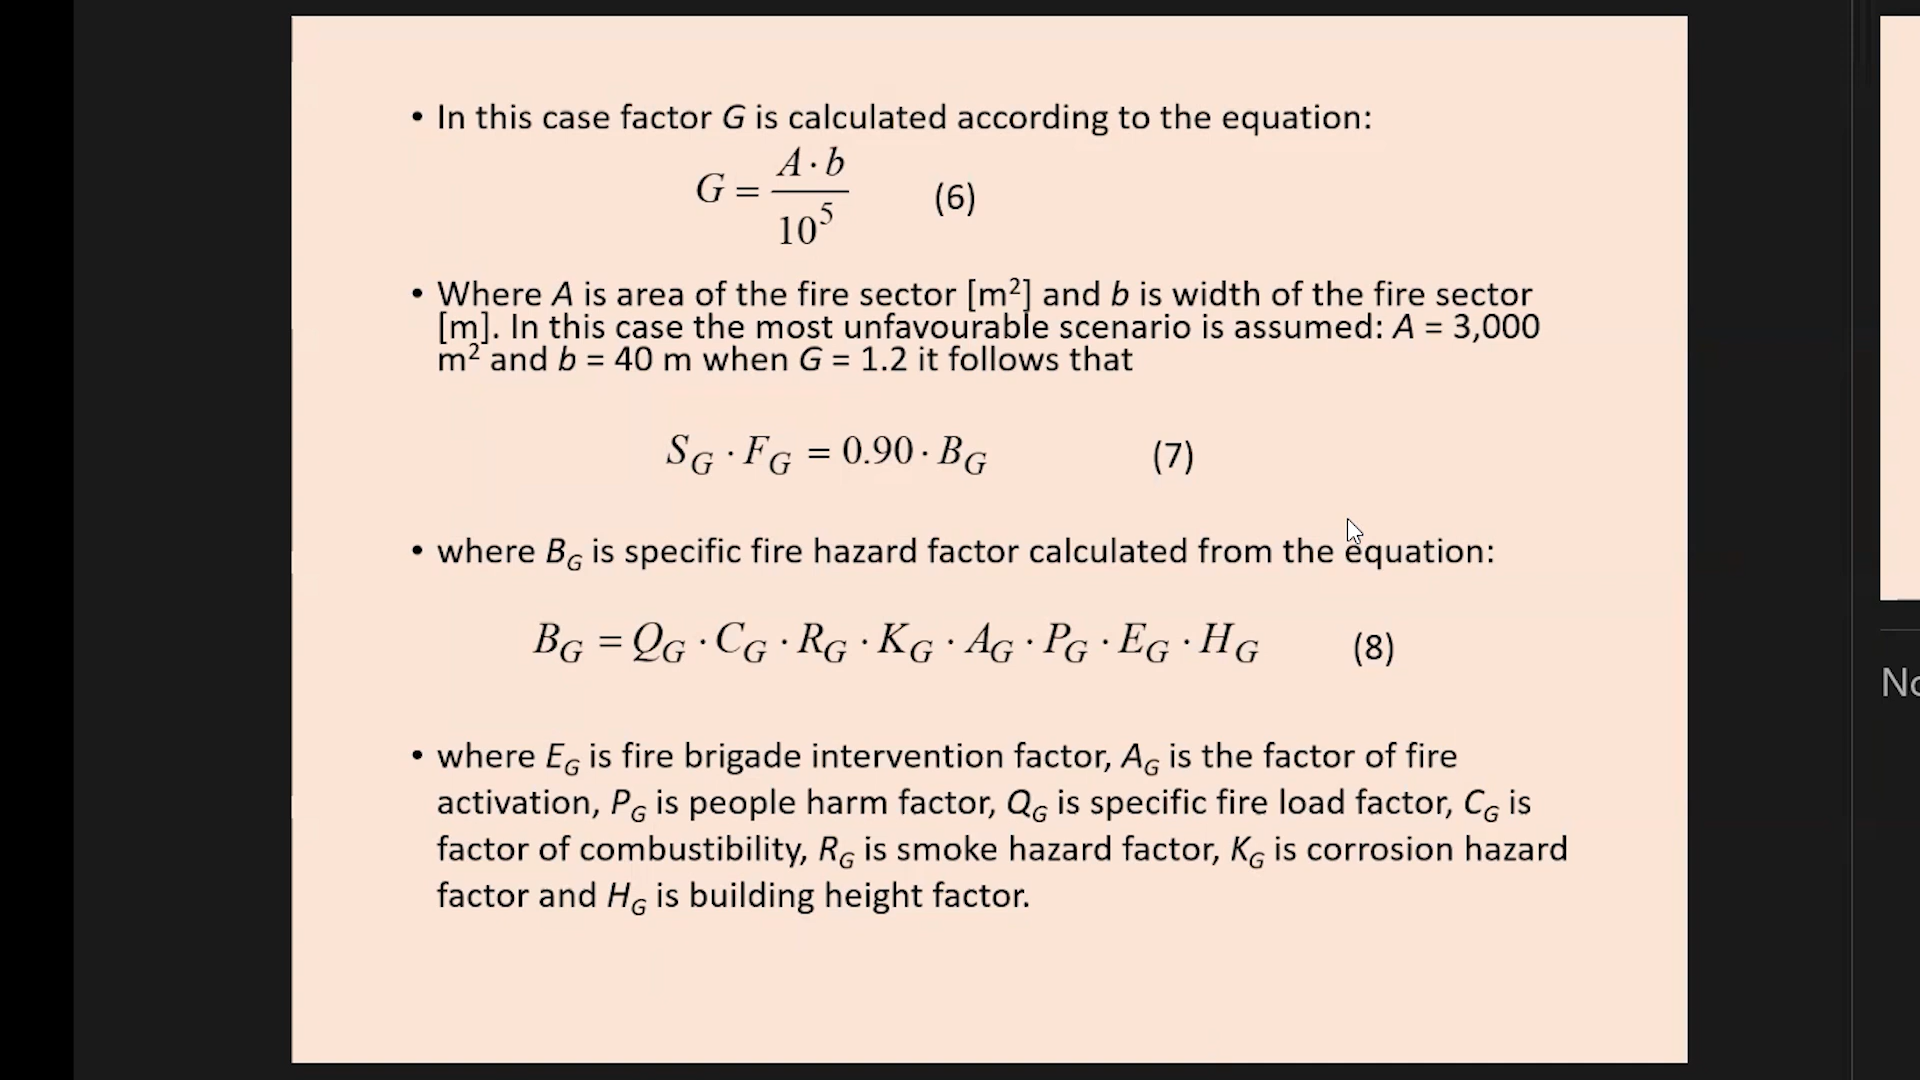 • In this case factor G is calculated according to the equation:
G = A · b / 10⁵ (6)
• Where A is area of the fire sector [m²] and b is width of the fire sector
[m]. In this case the most unfavourable scenario is assumed: A = 3,000
m² and b = 40 m when G = 1.2 it follows that
S_G · F_G = 0.90 · B_G (7)
• where B_G is specific fire hazard factor calculated from the equation:
B_G = Q_G · C_G · R_G · K_G · A_G · P_G · E_G · H_G (8)
• where E_G is fire brigade intervention factor, A_G is the factor of fire
activation, P_G is people harm factor, Q_G is specific fire load factor, C_G is
factor of combustibility, R_G is smoke hazard factor, K_G is corrosion hazard
factor and H_G is building height factor.